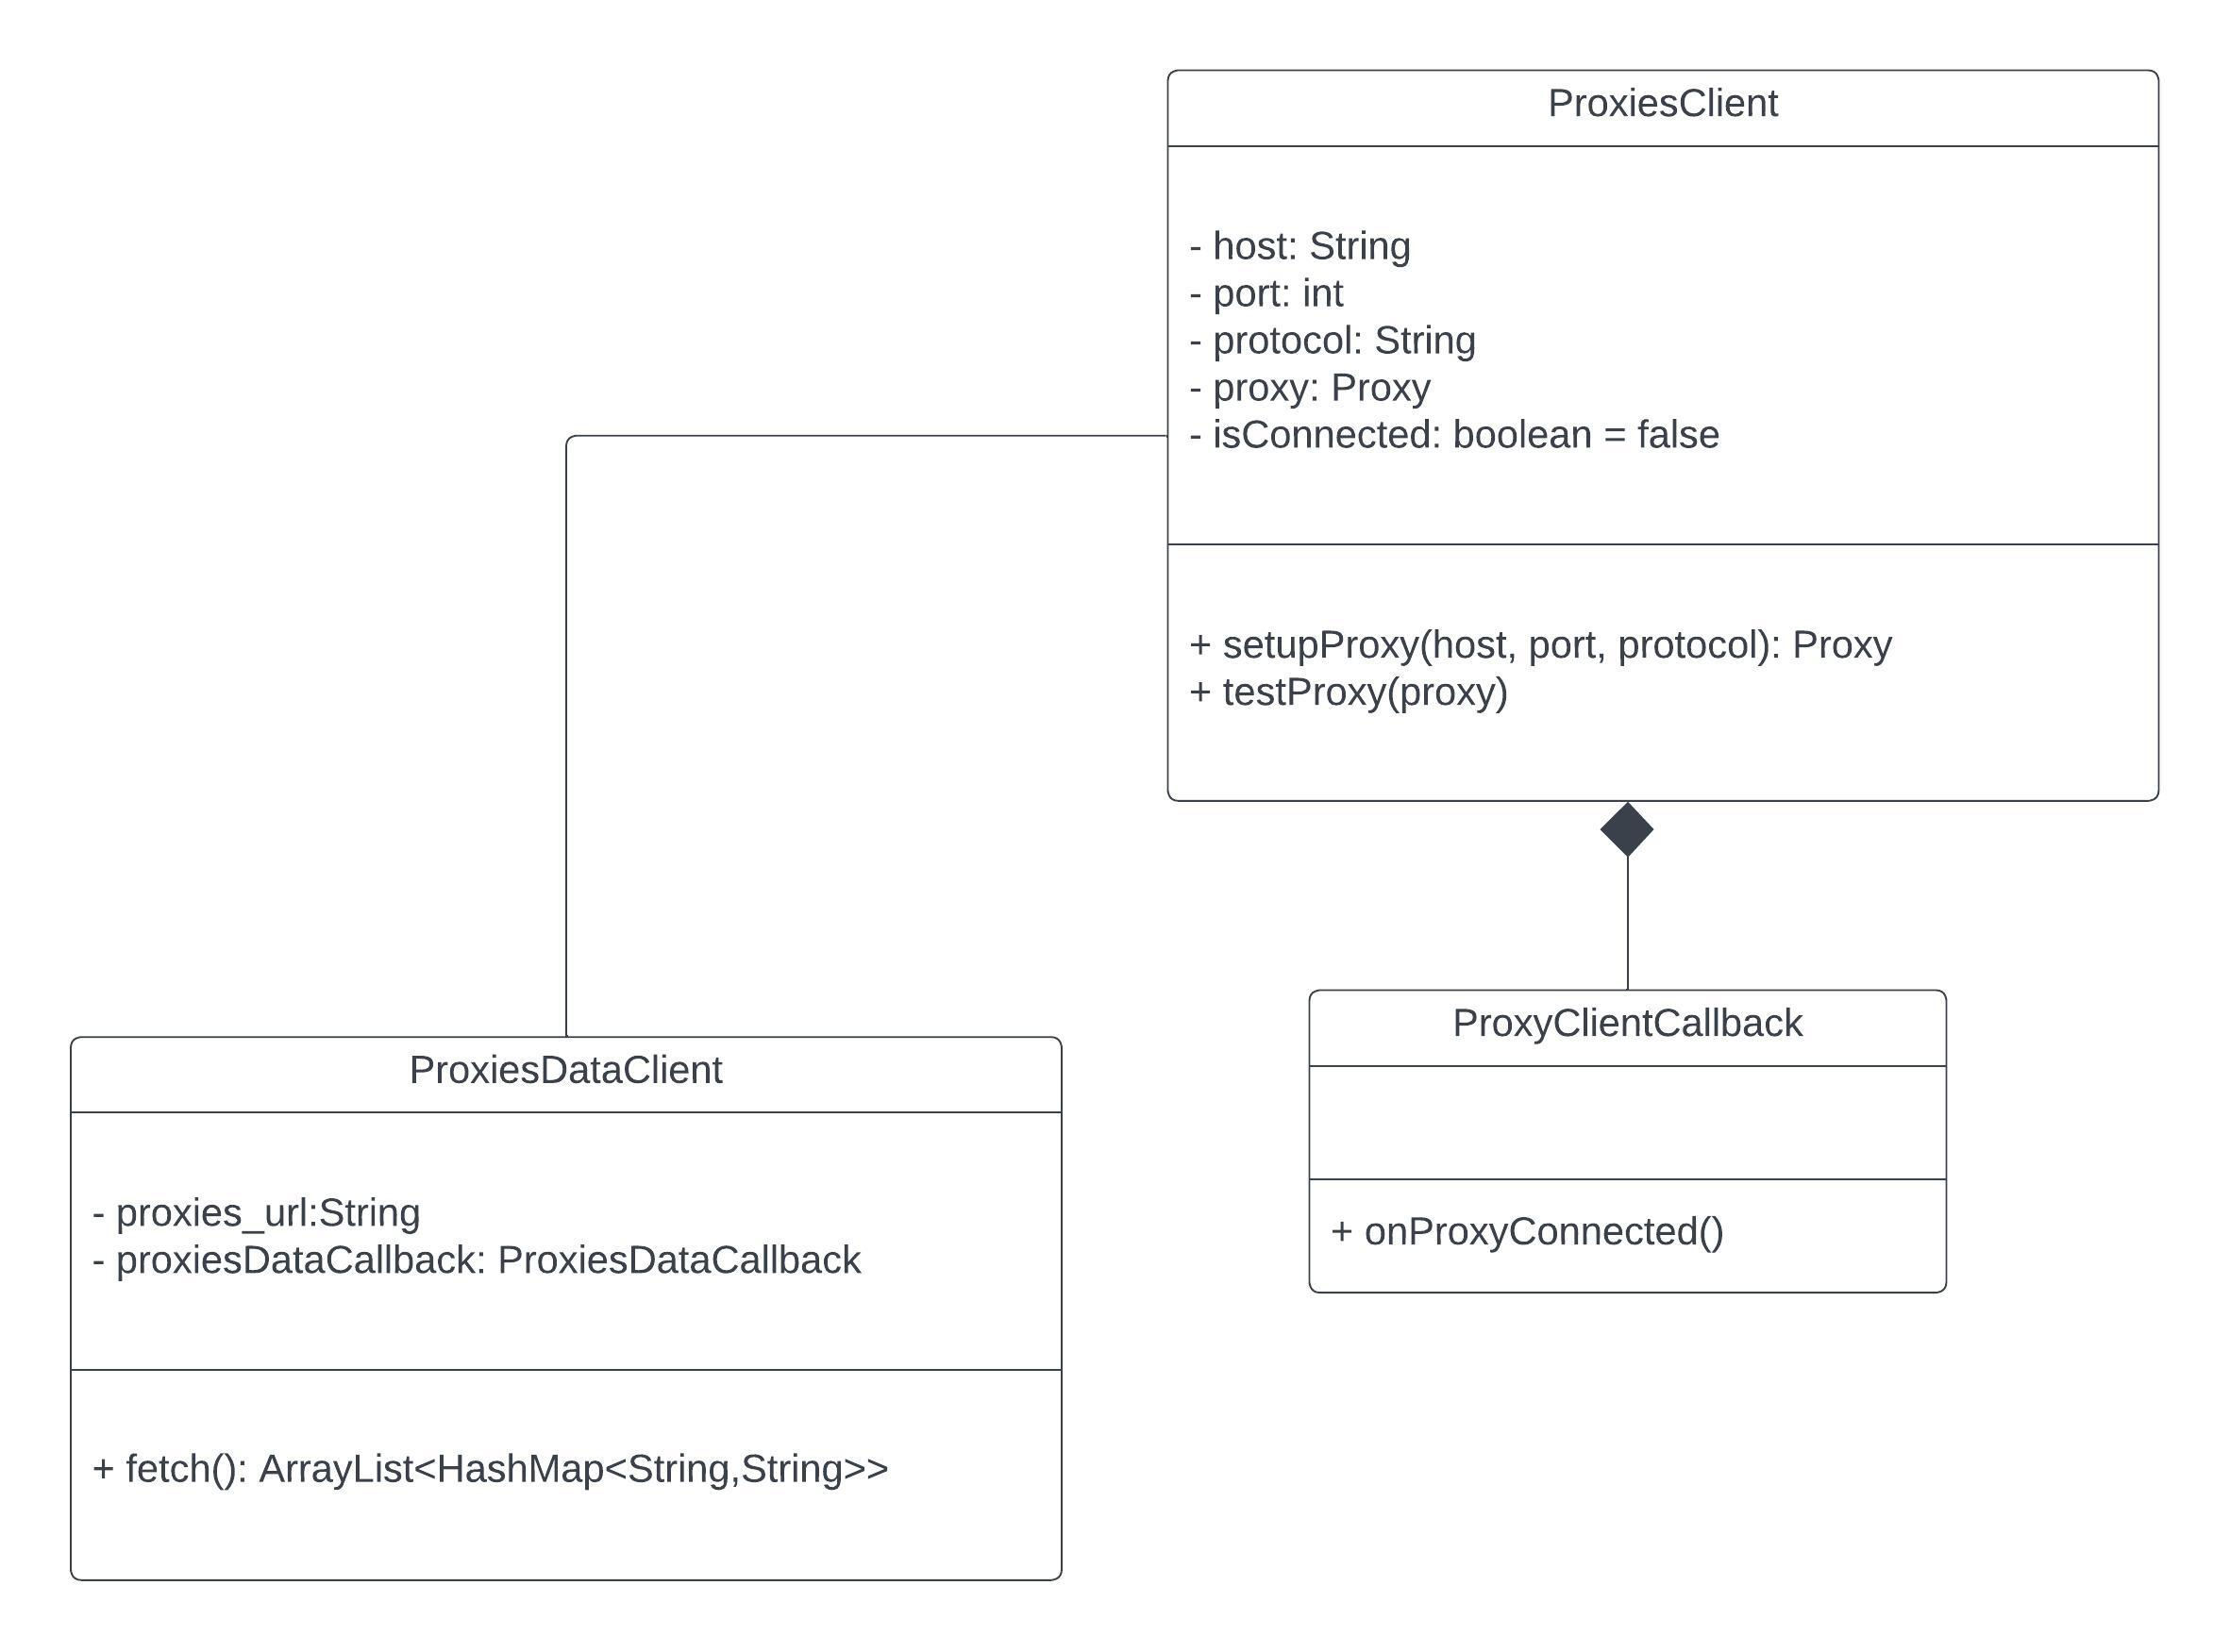 ProxiesClient
- host: String
- port: int
- protocol: String
- proxy: Proxy
- isConnected: boolean = false
+ setupProxy(host, port, protocol): Proxy
+ testProxy(proxy)
ProxiesDataClient
- proxies_url:String
- proxiesDataCallback: ProxiesDataCallback
+ fetch(): ArrayList<HashMap<String,String>>
ProxyClientCallback
+ onProxyConnected()